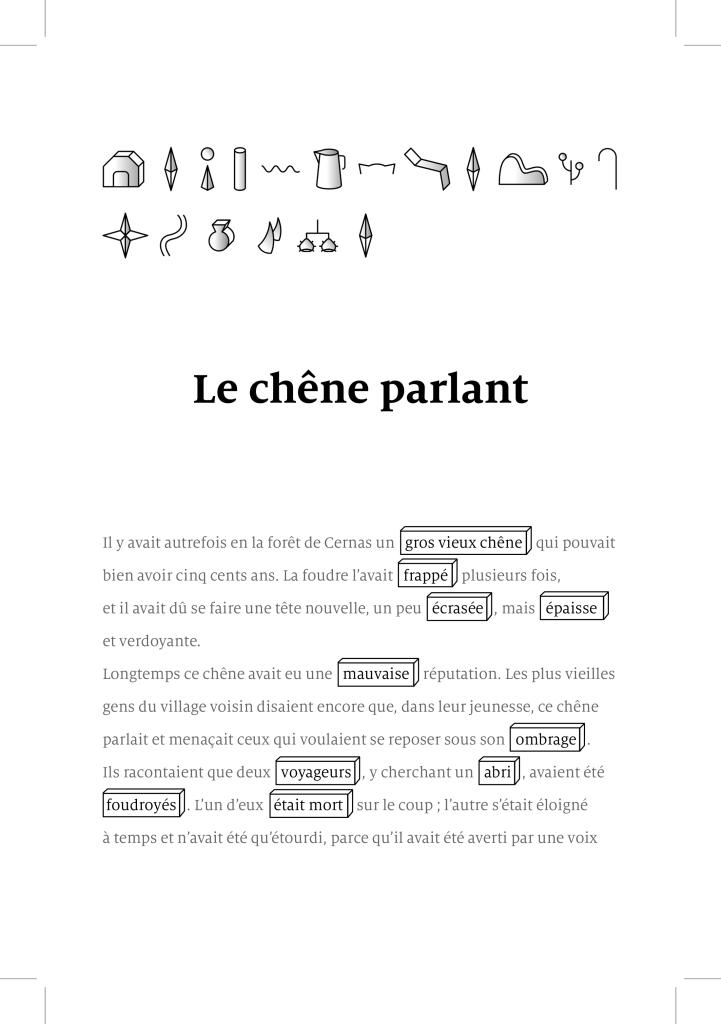 Le chêne parlant
Il y avait autrefois en la forêt de Cernas un gros vieux chêne qui pouvait
bien avoir cinq cents ans. La foudre l’avait frappé plusieurs fois,
et il avait dû se faire une tête nouvelle, un peu écrasée, mais épaisse
et verdoyante.
Longtemps ce chêne avait eu une mauvaise réputation. Les plus vieilles
gens du village voisin disaient encore que, dans leur jeunesse, ce chêne
parlait et menaçait ceux qui voulaient se reposer sous son ombrage.
Ils racontaient que deux voyageurs, y cherchant un abri, avaient été
foudroyés. L’un d’eux était mort sur le coup ; l’autre s’était éloigné
à temps et n’avait été qu’étourdi, parce qu’il avait été averti par une voix